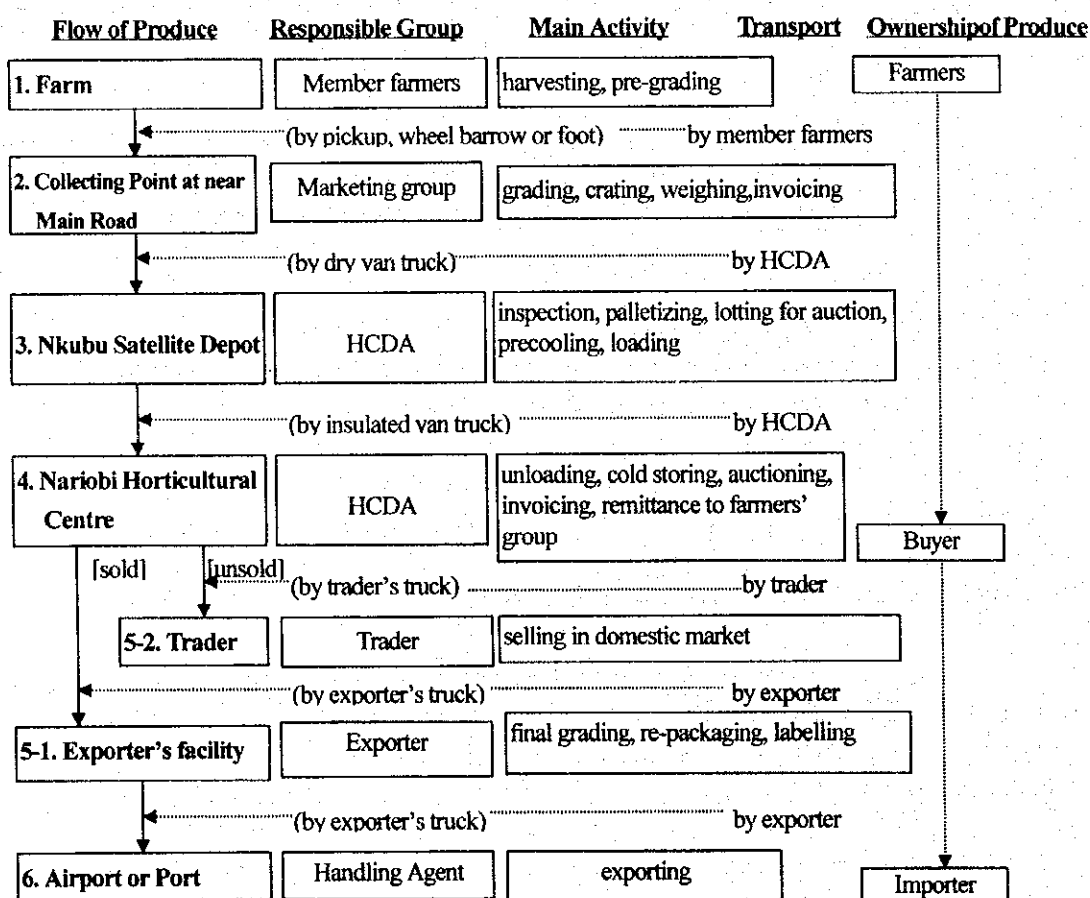 Flow of Produce Responsible Group Main Activity Transport Ownershipof Produce
1. Farm Member farmers harvesting, pre-grading Farmers
(by pickup, wheel barrow or foot) by member farmers
2. Collecting Point at near Marketing group grading, crating, weighing,invoicing
Main Road
(by dry van truck) by HCDA
inspection, palletizing, lotting for auction,
3. Nkubu Satellite Depot HCDA precooling, loading
(by insulated van truck) by HCDA
4. Nariobi Horticultural unloading, cold storing, auctioning,
Centre HCDA invoicing, remittance to farmers'
group Buyer
[sold] [unsold]
(by trader's truck) by trader
5-2. Trader Trader selling in domestic market
(by exporter's truck) by exporter
5-1. Exporter's facility Exporter final grading, re-packaging, labelling
(by exporter's truck) by exporter
6. Airport or Port Handling Agent exporting Importer